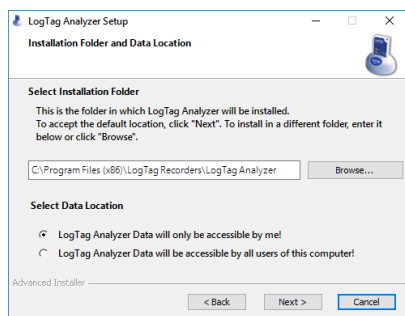 LogTag Analyzer Setup
Installation Folder and Data Location
Select Installation Folder
This is the folder in which LogTag Analyzer will be installed.
To accept the default location, click "Next". To install in a different folder, enter it
below or click "Browse".
C:\Program Files (x86)\LogTag Recorders\LogTag Analyzer
Browse...
Select Data Location
LogTag Analyzer Data will only be accessible by me!
LogTag Analyzer Data will be accessible by all users of this computer!
Advanced Installer
< Back Next > Cancel